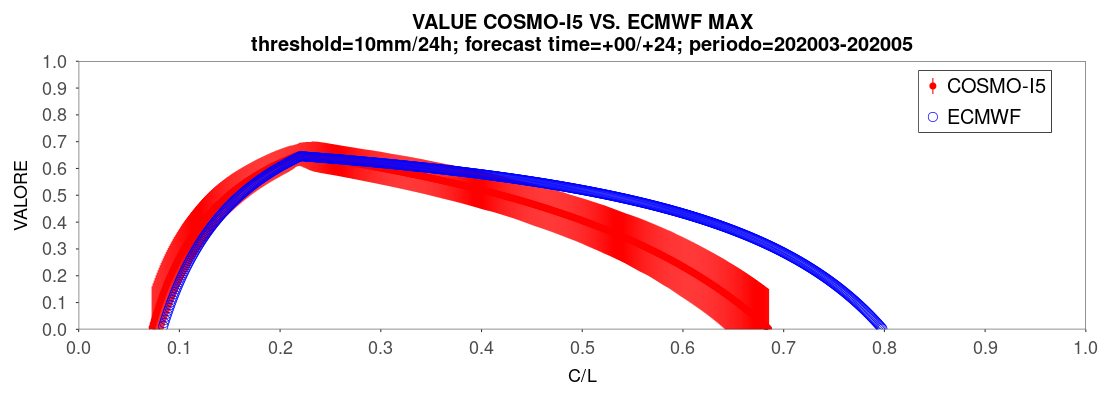 VALUE COSMO-I5 VS. ECMWF MAX
threshold=10mm/24h; forecast time=+00/+24; periodo=202003-202005
1.0
0.9
0.8
0.7
0.6
0.5
0.4
0.3
0.2
0.1
0.0
VALORE
COSMO-I5
ECMWF
0.0 0.1 0.2 0.3 0.4 0.5 0.6 0.7 0.8 0.9 1.0
C/L